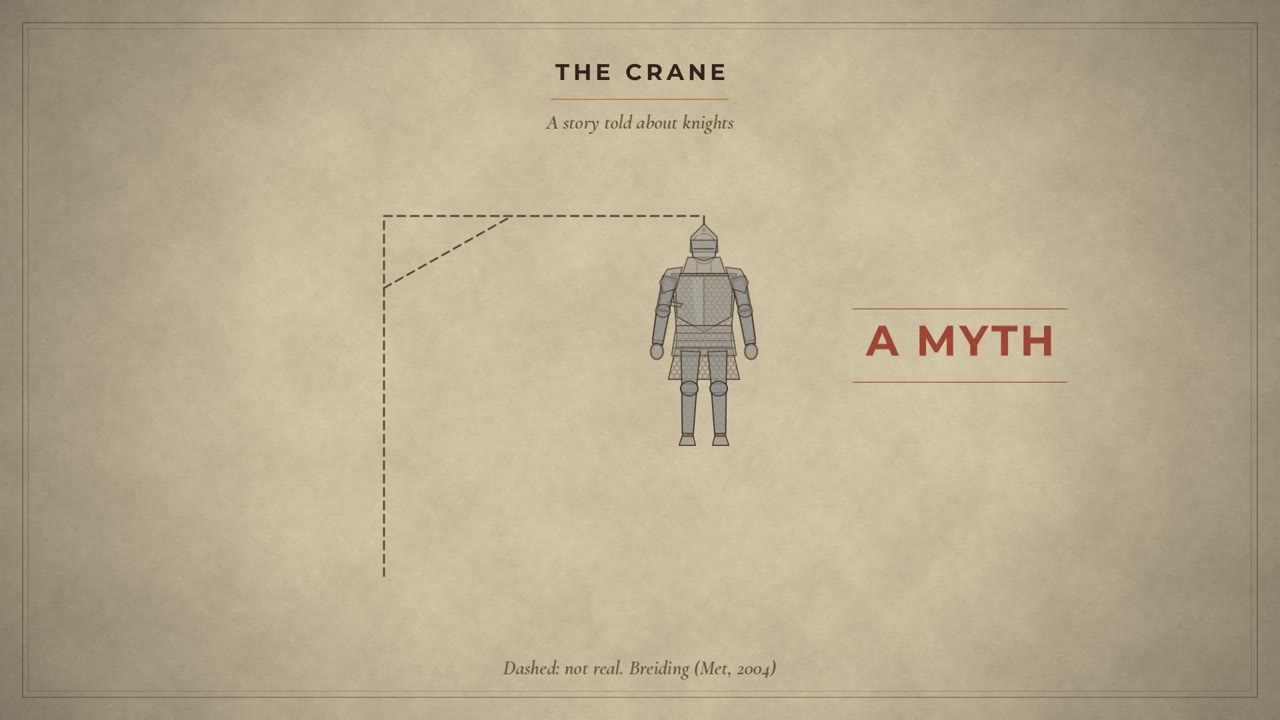 THE CRANE
A story told about knights
A MYTH
Dashed: not real. Breiding (Met, 2004)